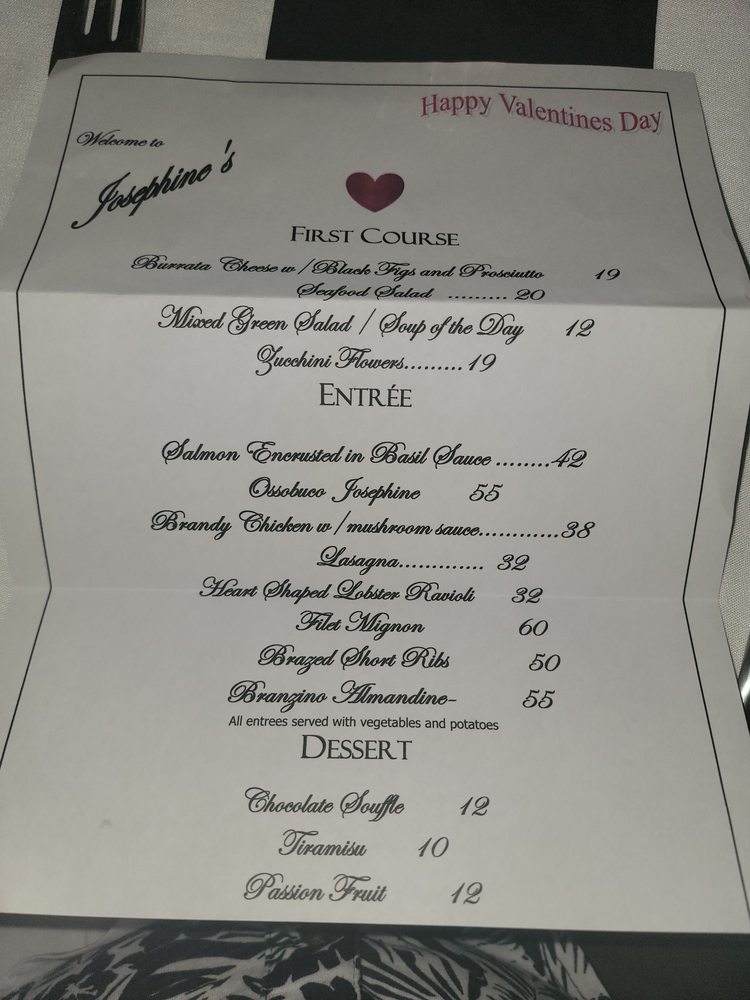 Happy Valentines Day
Welcome to
Josephine's
FIRST COURSE
Burrata Cheese w/Black Figs and Prosciutto 19
Seafood Salad ......... 20
Mixed Green Salad / Soup of the Day 12
Zucchini Flowers.........19
ENTRÉE
Salmon Encrusted in Basil Sauce ........42
Ossobuco Josephine 55
Brandy Chicken w/mushroom sauce............38
Lasagna............. 32
Heart Shaped Lobster Ravioli 32
Filet Mignon 60
Brazed Short Ribs 50
Branzino Almandine- 55
All entrees served with vegetables and potatoes
DESSERT
Chocolate Souffle 12
Tiramisu 10
Passion Fruit 12